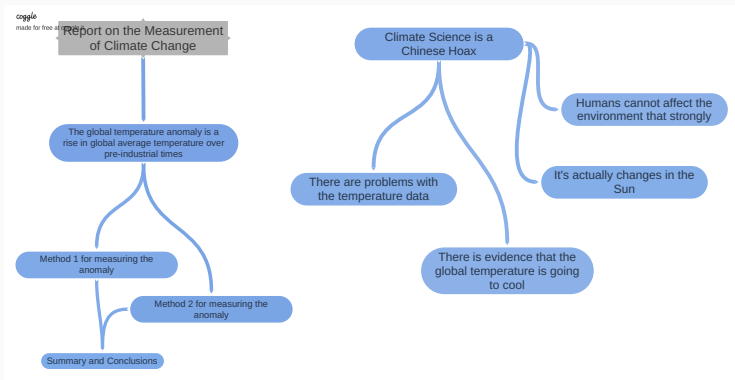 coggle
made for free at coggle.it
Report on the Measurement
of Climate Change
The global temperature anomaly is a
rise in global average temperature over
pre-industrial times
Method 1 for measuring the
anomaly
Method 2 for measuring the
anomaly
Summary and Conclusions
Climate Science is a
Chinese Hoax
Humans cannot affect the
environment that strongly
It's actually changes in the
Sun
There are problems with
the temperature data
There is evidence that the
global temperature is going
to cool